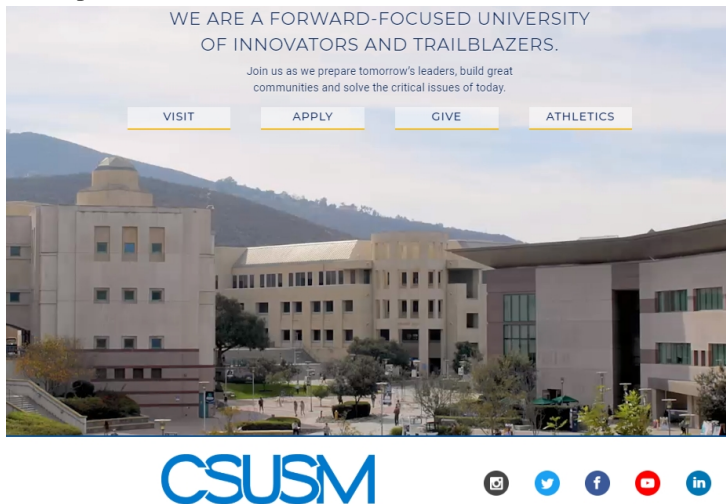 WE ARE A FORWARD-FOCUSED UNIVERSITY
OF INNOVATORS AND TRAILBLAZERS.
Join us as we prepare tomorrow's leaders, build great
communities and solve the critical issues of today.
VISIT APPLY GIVE ATHLETICS
CSUSM